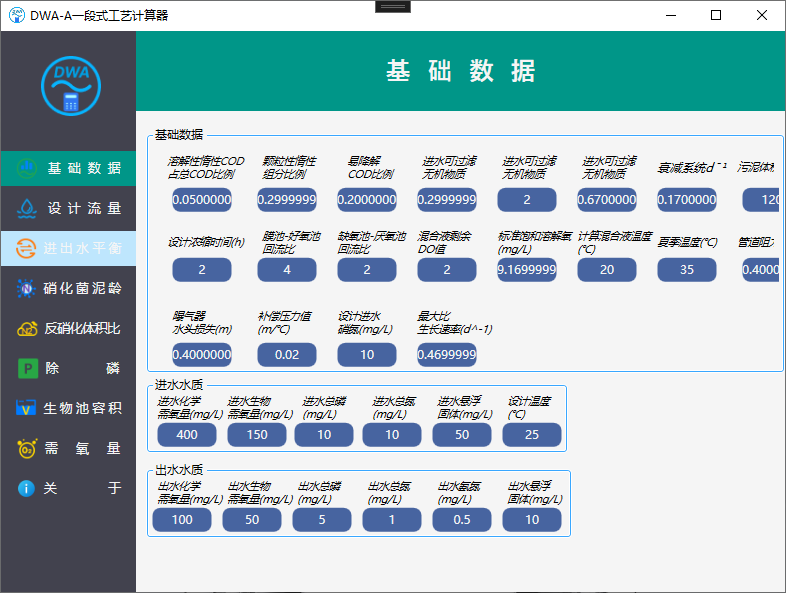 DWA-A一段式工艺计算器
DWA
基础数据
基础数据
设计流量
进出水平衡
硝化菌泥龄
反硝化体积比
除磷
生物池容积
需氧量
关于
基础数据
溶解性惰性COD
占总COD比例
颗粒性惰性
组分比例
易降解
COD比例
进水可过滤
无机物质
进水可过滤
无机物质
进水可过滤
无机物质
衰减系统d⁻¹
污泥体
0.0500000
0.2999999
0.2000000
0.2999999
2
0.6700000
0.1700000
120
设计浓缩时间(h)
膜池-好氧池
回流比
缺氧池-厌氧池
回流比
混合液剩余
DO值
标准饱和溶解氧
(mg/L)
计算混合液温度
(℃)
夏季温度(℃)
管道阻
2
4
2
2
9.1699999
20
35
0.4000
曝气器
水头损失(m)
补偿压力值
(m/℃)
设计进水
硝氮(mg/L)
最大比
生长速率(d^-1)
0.4000000
0.02
10
0.4699999
进水水质
进水化学
需氧量(mg/L)
进水生物
需氧量(mg/L)
进水总磷
(mg/L)
进水总氮
(mg/L)
进水悬浮
固体(mg/L)
设计温度
(℃)
400
150
10
10
50
25
出水水质
出水化学
需氧量(mg/L)
出水生物
需氧量(mg/L)
出水总磷
(mg/L)
出水总氮
(mg/L)
出水氨氮
(mg/L)
出水悬浮
固体(mg/L)
100
50
5
1
0.5
10